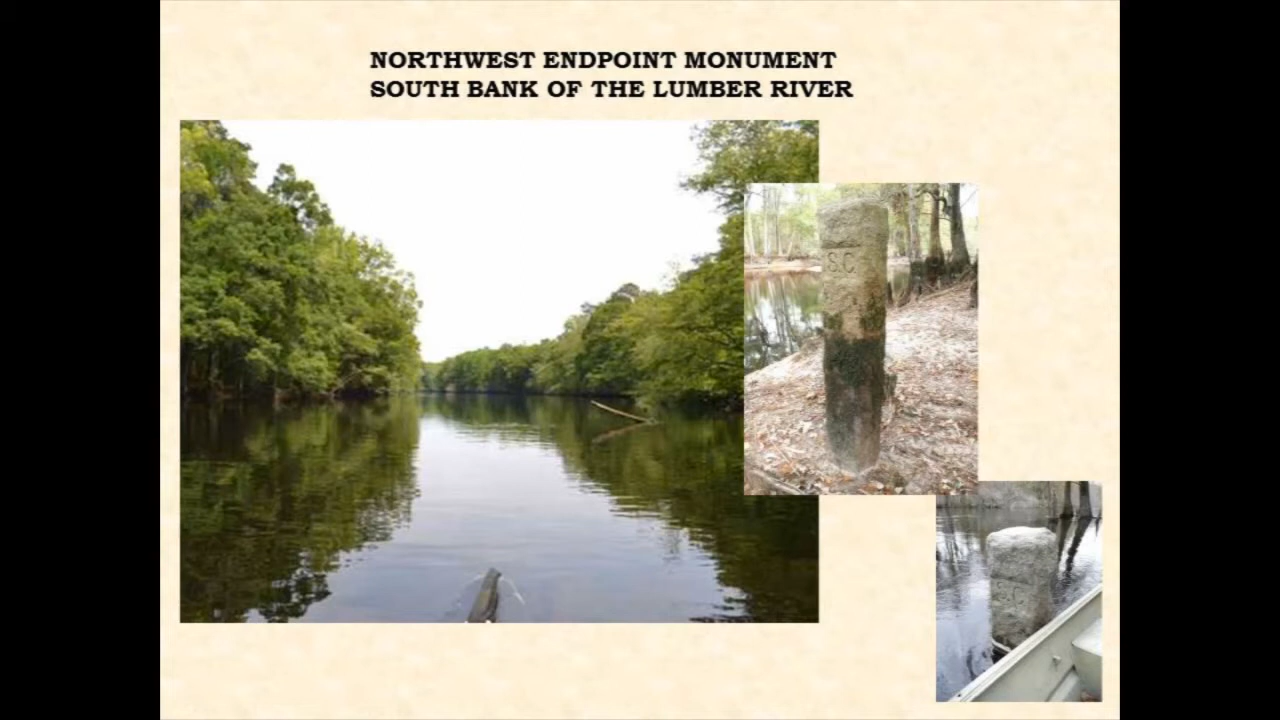 NORTHWEST ENDPOINT MONUMENT
SOUTH BANK OF THE LUMBER RIVER
S.C.
S.C.